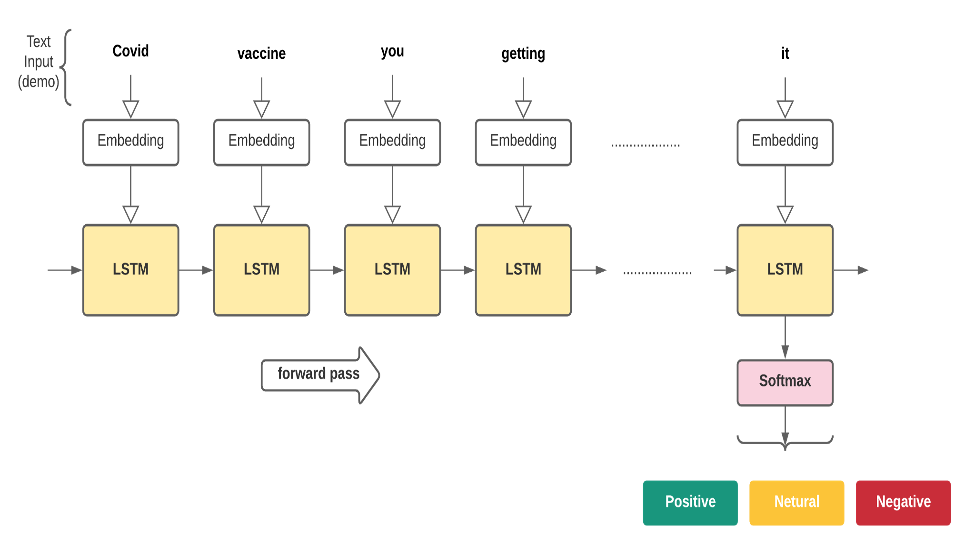 Text
Input
(demo)
Covid
vaccine
you
getting
it
Embedding
Embedding
Embedding
Embedding
...................
Embedding
LSTM
LSTM
LSTM
LSTM
...................
LSTM
forward pass
Softmax
Positive
Netural
Negative